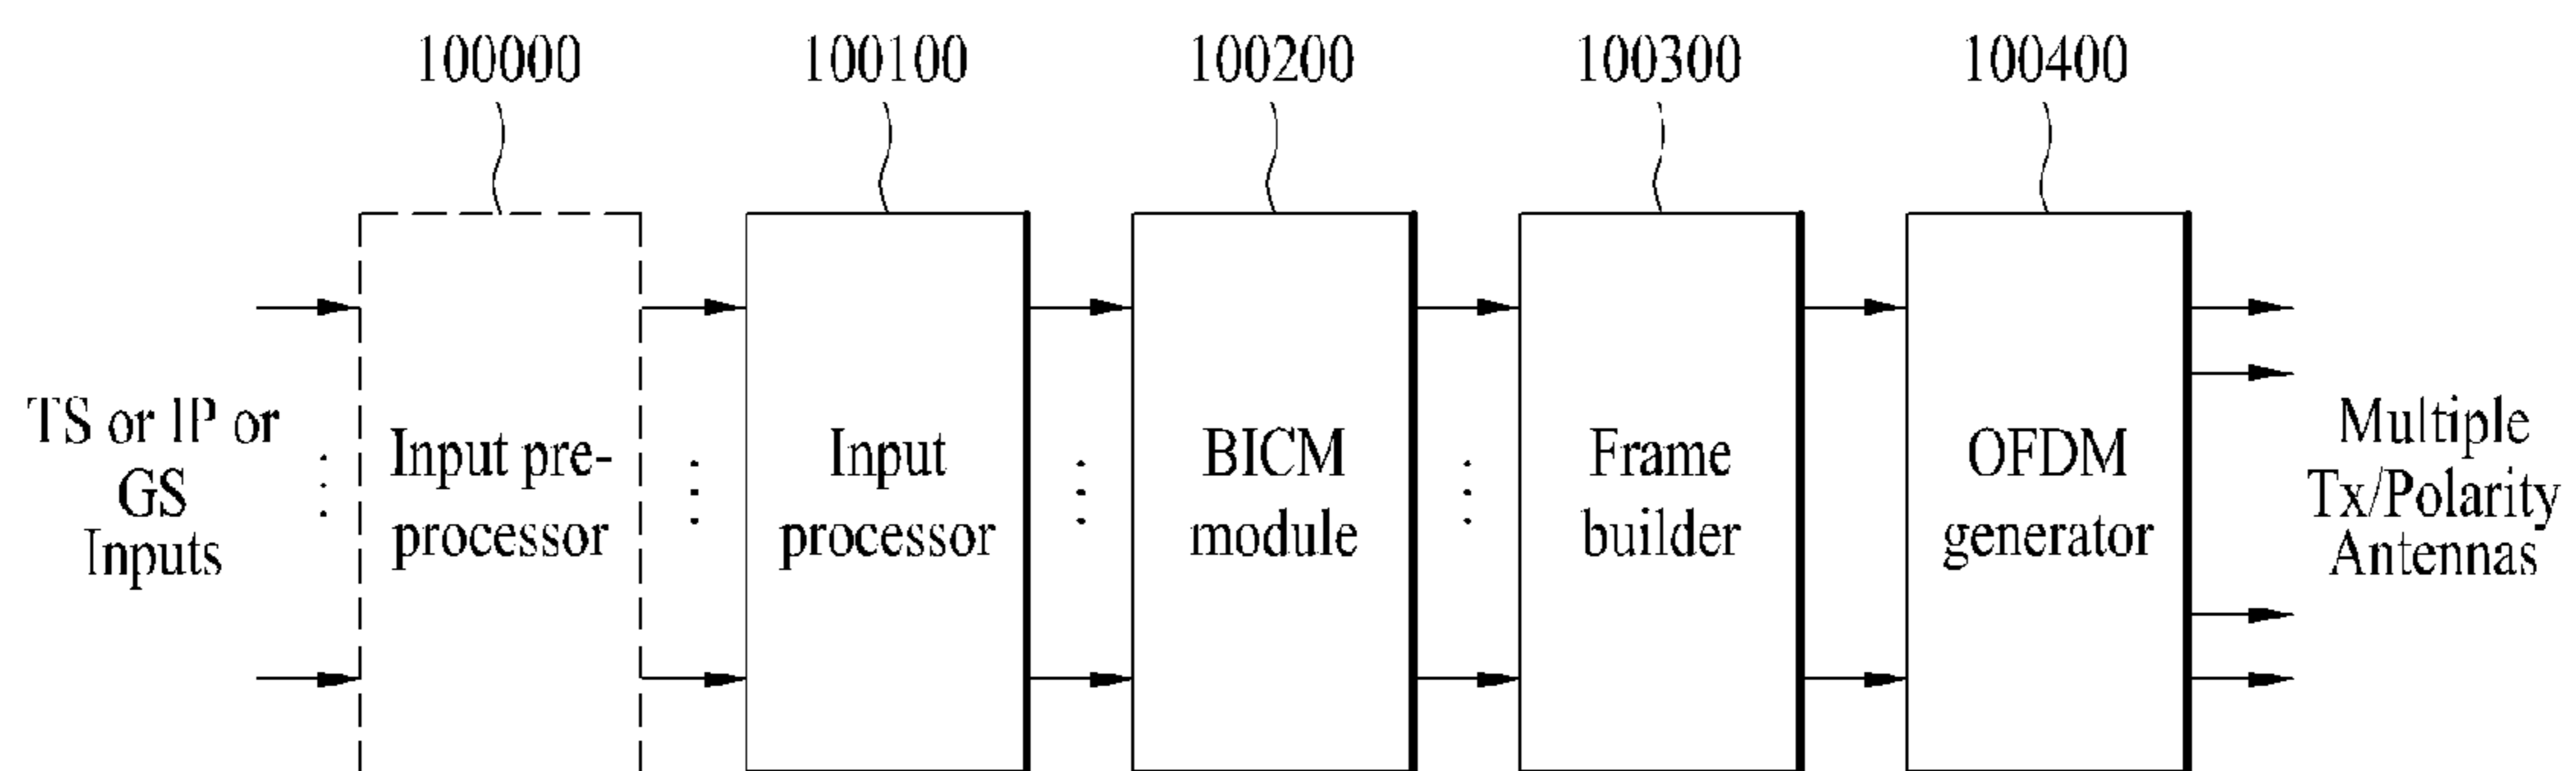 100000
100100
100200
100300
100400
TS or IP or
GS
Inputs
Input pre-
processor
Input
processor
BICM
module
Frame
builder
OFDM
generator
Multiple
Tx/Polarity
Antennas